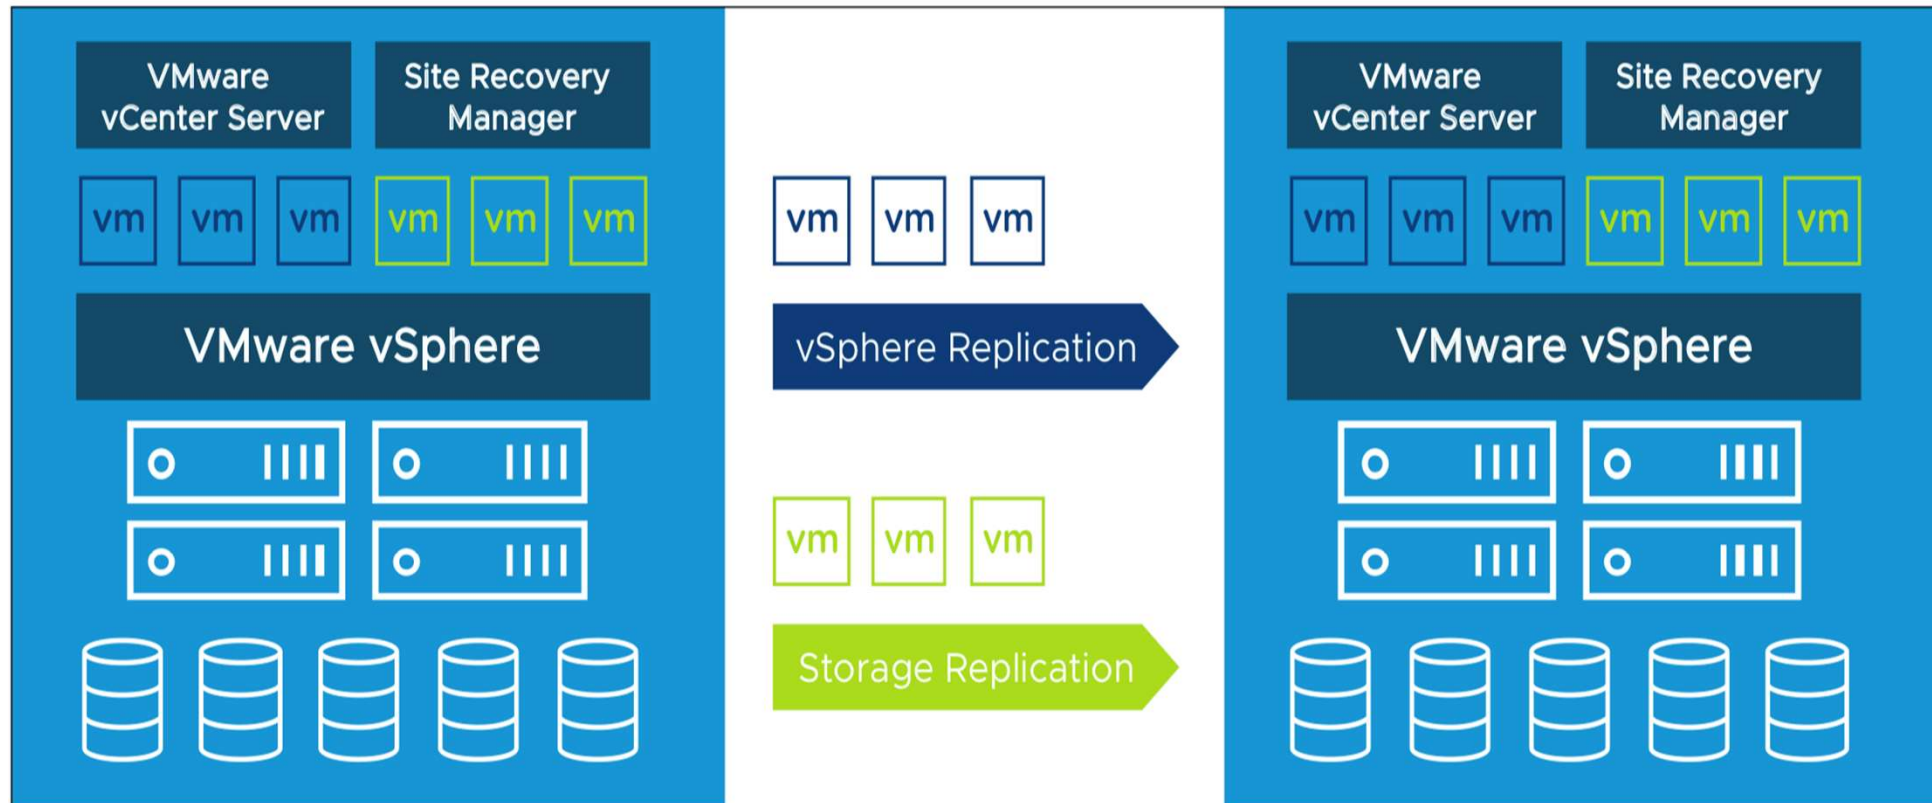 VMware
vCenter Server
Site Recovery
Manager
vm vm vm vm vm vm
VMware vSphere
vm vm vm
vSphere Replication
vm vm vm
Storage Replication
VMware
vCenter Server
Site Recovery
Manager
vm vm vm vm vm vm
VMware vSphere